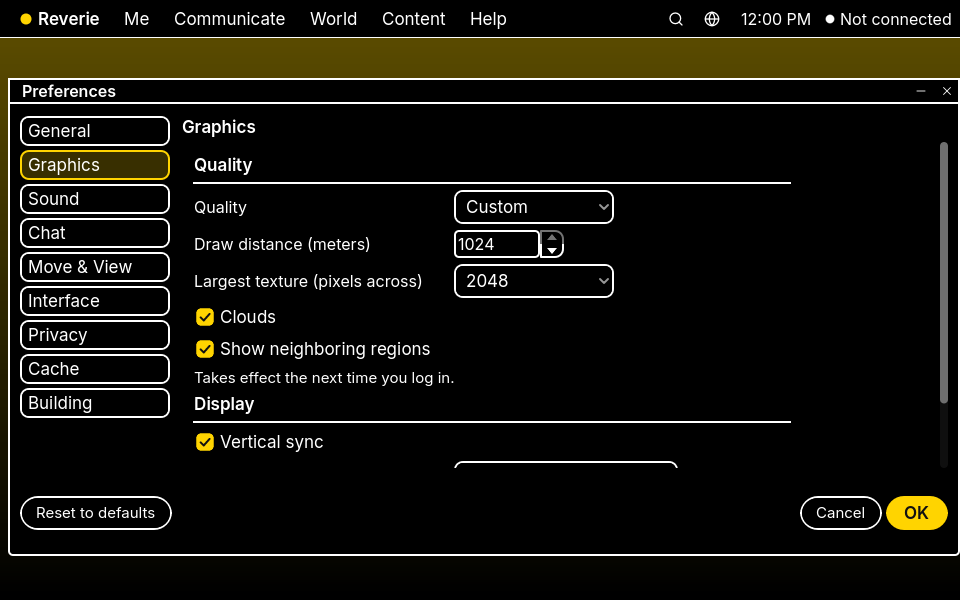 Reverie Me Communicate World Content Help 12:00 PM Not connected
Preferences
General
Graphics
Sound
Chat
Move & View
Interface
Privacy
Cache
Building
Graphics
Quality
Quality Custom
Draw distance (meters) 1024
Largest texture (pixels across) 2048
Clouds
Show neighboring regions
Takes effect the next time you log in.
Display
Vertical sync
Reset to defaults Cancel OK